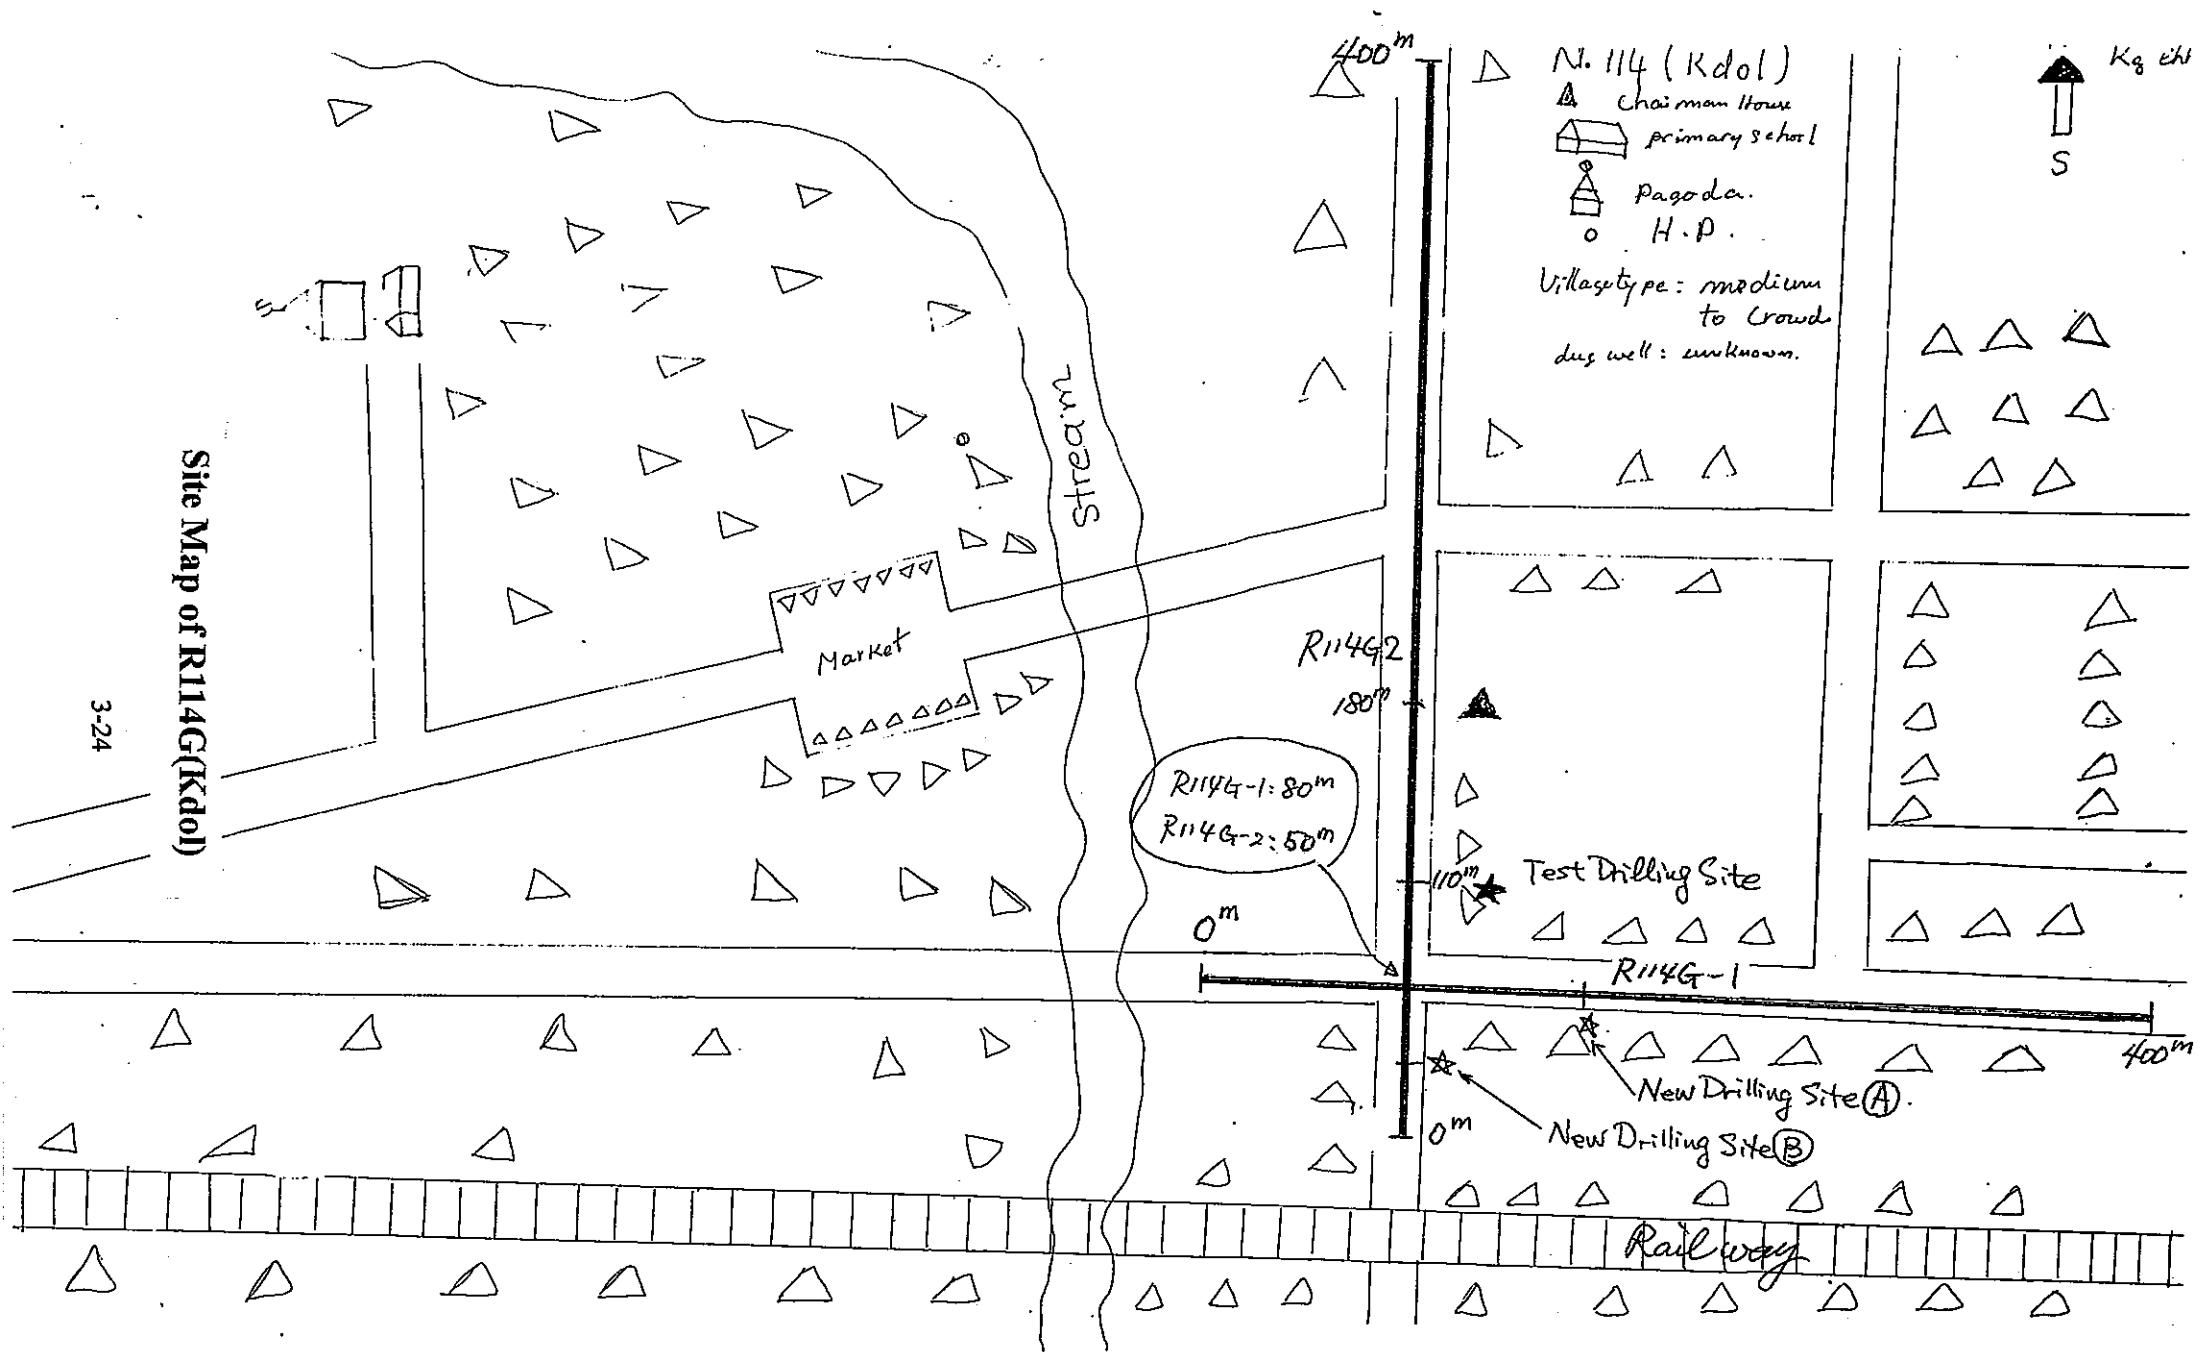 400m
N. 114 (Kdol)
Chairman House
primary school
Pagoda.
H.P.
Villagetype: medium
to Crowd
dug well: unknown.
Kg
S
Stream
Market
R114G2
180m
R114G-1: 80m
R114G-2: 50m
110m
Test Drilling Site
0m
R114G-1
400m
New Drilling Site Ⓐ.
0m
New Drilling Site Ⓑ
Railway
Site Map of R114G(Kdol)
3-24